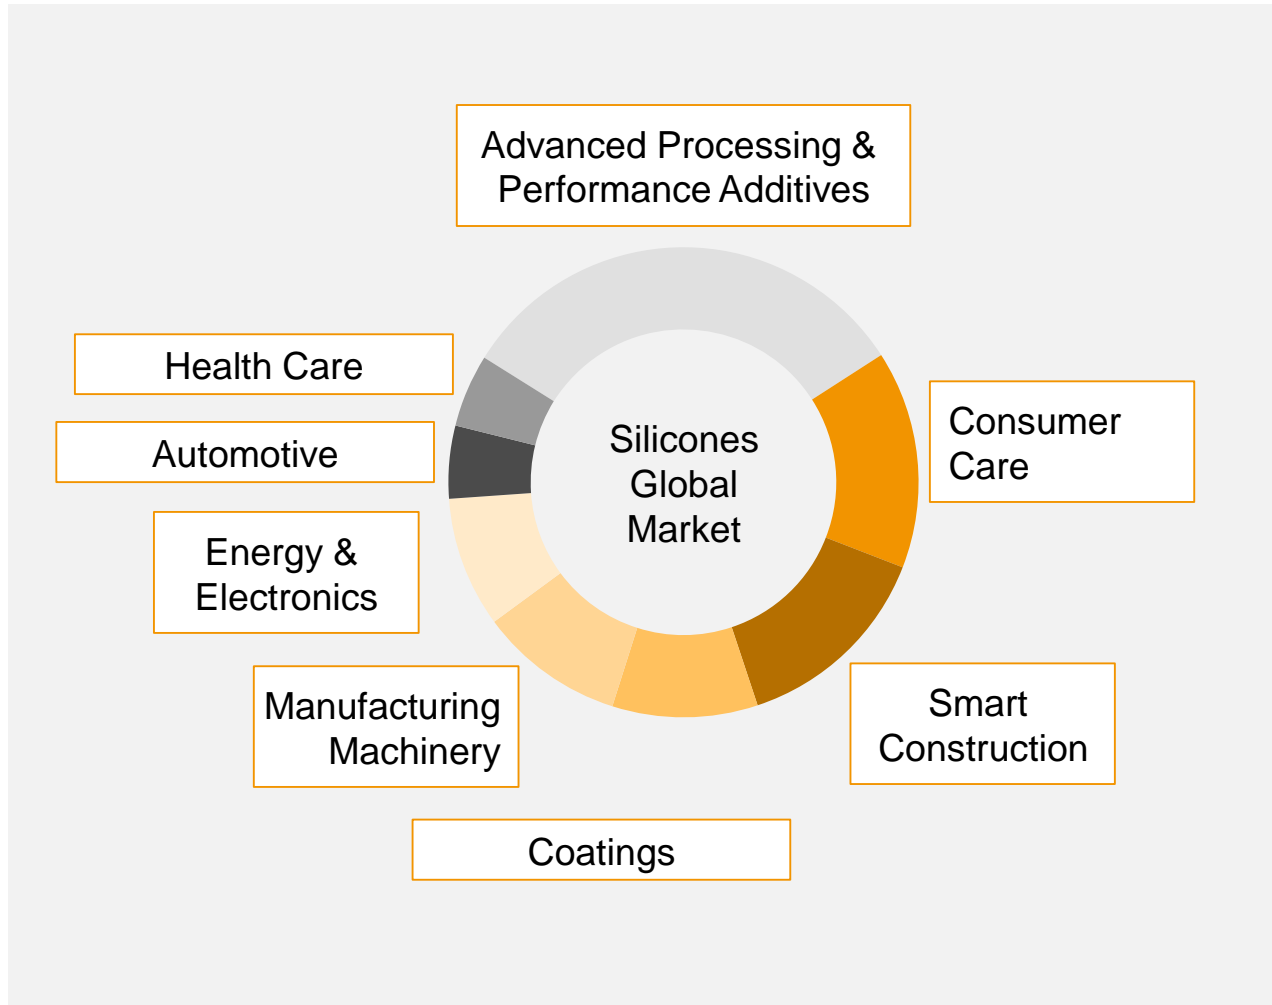 Advanced Processing &
Performance Additives
Health Care
Automotive
Energy &
Electronics
Manufacturing
Machinery
Coatings
Smart
Construction
Consumer
Care
Silicones
Global
Market